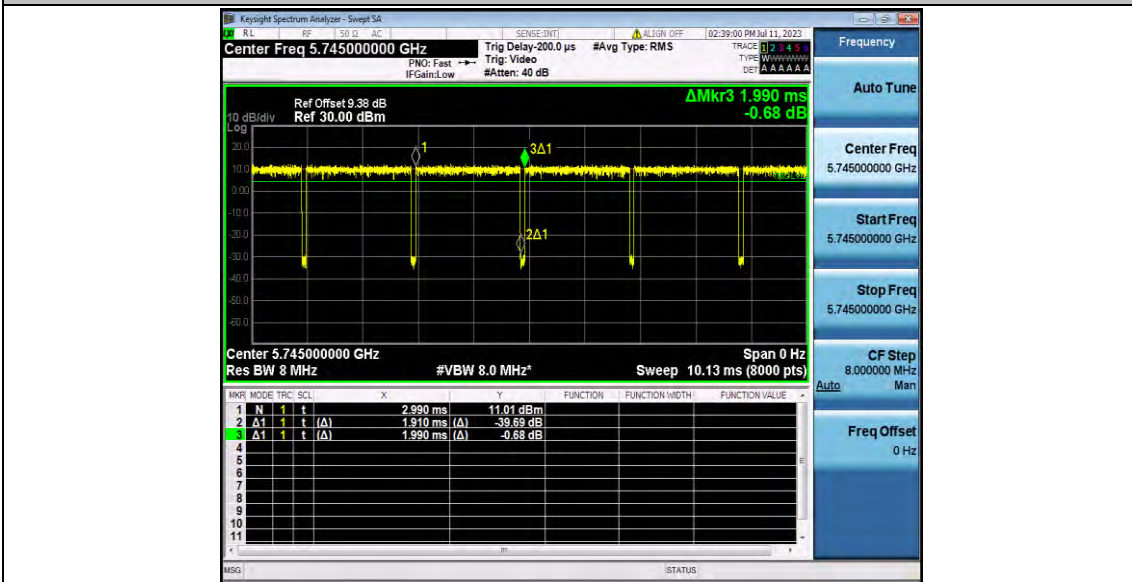 Keysight Spectrum Analyzer - Swept SA
RL RF 50 Ω AC SENSE:INT ALIGN OFF 02:39:00 PM Jul 11, 2023
Center Freq 5.745000000 GHz Trig Delay-200.0 µs #Avg Type: RMS TRACE 1 2 3 4 5 6
PNO: Fast Trig: Video TYPE W
IFGain:Low #Atten: 40 dB DET A A A A A A
Frequency
Auto Tune
Center Freq
5.745000000 GHz
Start Freq
5.745000000 GHz
Stop Freq
5.745000000 GHz
CF Step
8.000000 MHz
Auto Man
Freq Offset
0 Hz
ΔMkr3 1.990 ms
-0.68 dB
Ref Offset 9.38 dB
10 dB/div Ref 30.00 dBm
Log
20.0
10.0
0.00
-10.0
-20.0
-30.0
-40.0
-50.0
-60.0
1
3Δ1
2Δ1
Center 5.745000000 GHz Span 0 Hz
Res BW 8 MHz #VBW 8.0 MHz* Sweep 10.13 ms (8000 pts)
MKR MODE TRC SCL X Y FUNCTION FUNCTION WIDTH FUNCTION VALUE
1 N 1 t 2.990 ms 11.01 dBm
2 Δ1 1 t (Δ) 1.910 ms (Δ) -39.69 dB
3 Δ1 1 t (Δ) 1.990 ms (Δ) -0.68 dB
4
5
6
7
8
9
10
11
MSG STATUS